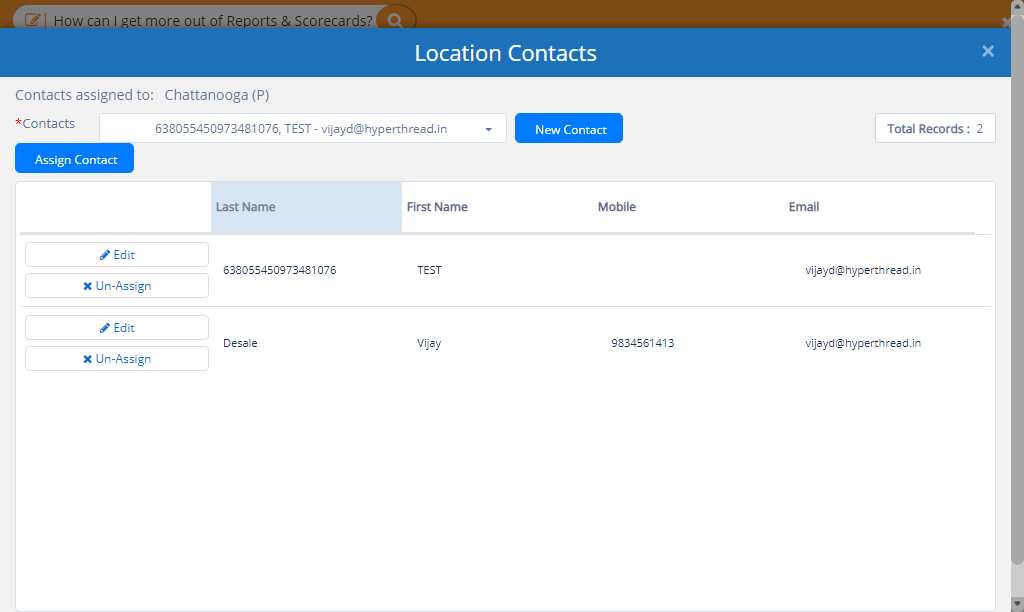 How can I get more out of Reports & Scorecards?
Location Contacts
Contacts assigned to: Chattanooga (P)
*Contacts 638055450973481076, TEST - vijayd@hyperthread.in New Contact Total Records : 2
Assign Contact
Last Name First Name Mobile Email
Edit
638055450973481076 TEST vijayd@hyperthread.in
Un-Assign
Edit
Desale Vijay 9834561413 vijayd@hyperthread.in
Un-Assign